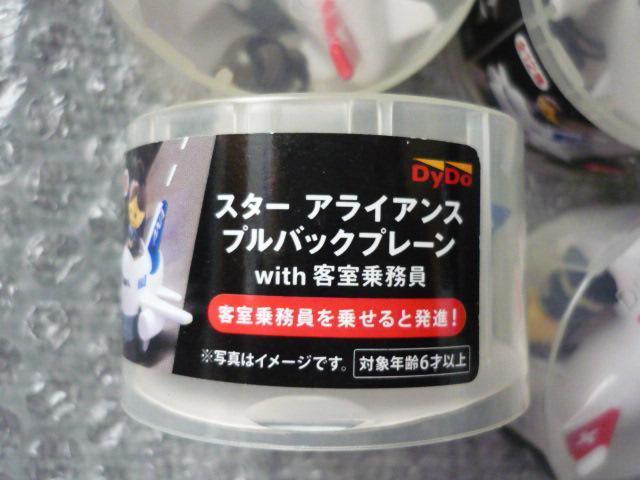 DyDo
スター アライアンス
プルバックプレーン
with 客室乗務員
客室乗務員を乗せると発進！
※写真はイメージです。 対象年齢6才以上